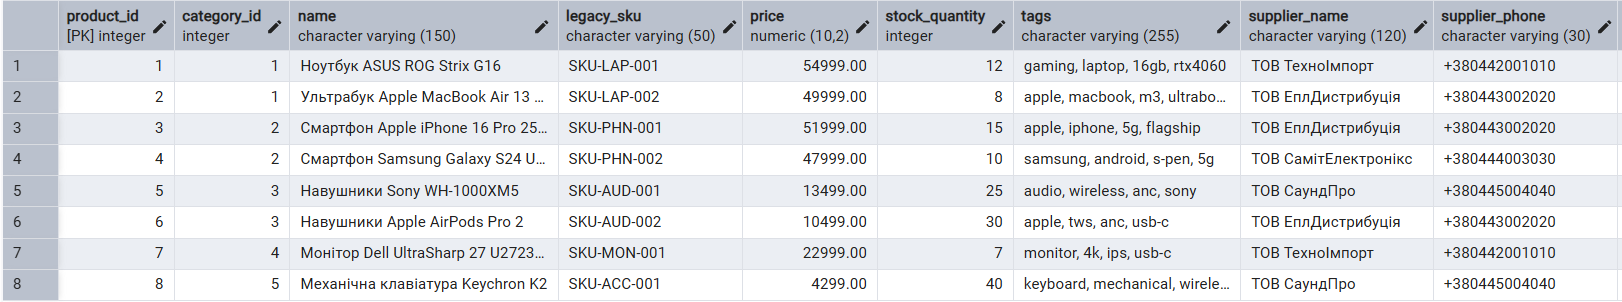 product_id category_id name legacy_sku price stock_quantity tags supplier_name supplier_phone
[PK] integer integer character varying (150) character varying (50) numeric (10,2) integer character varying (255) character varying (120) character varying (30)
1 1 1 Ноутбук ASUS ROG Strix G16 SKU-LAP-001 54999.00 12 gaming, laptop, 16gb, rtx4060 ТОВ ТехноІмпорт +380442001010
2 2 1 Ультрабук Apple MacBook Air 13 ... SKU-LAP-002 49999.00 8 apple, macbook, m3, ultrabo... ТОВ ЕплДистрибуція +380443002020
3 3 2 Смартфон Apple iPhone 16 Pro 25... SKU-PHN-001 51999.00 15 apple, iphone, 5g, flagship ТОВ ЕплДистрибуція +380443002020
4 4 2 Смартфон Samsung Galaxy S24 U... SKU-PHN-002 47999.00 10 samsung, android, s-pen, 5g ТОВ СамітЕлектронікс +380444003030
5 5 3 Навушники Sony WH-1000XM5 SKU-AUD-001 13499.00 25 audio, wireless, anc, sony ТОВ СаундПро +380445004040
6 6 3 Навушники Apple AirPods Pro 2 SKU-AUD-002 10499.00 30 apple, tws, anc, usb-c ТОВ ЕплДистрибуція +380443002020
7 7 4 Монітор Dell UltraSharp 27 U2723... SKU-MON-001 22999.00 7 monitor, 4k, ips, usb-c ТОВ ТехноІмпорт +380442001010
8 8 5 Механічна клавіатура Keychron K2 SKU-ACC-001 4299.00 40 keyboard, mechanical, wirele... ТОВ СаундПро +380445004040